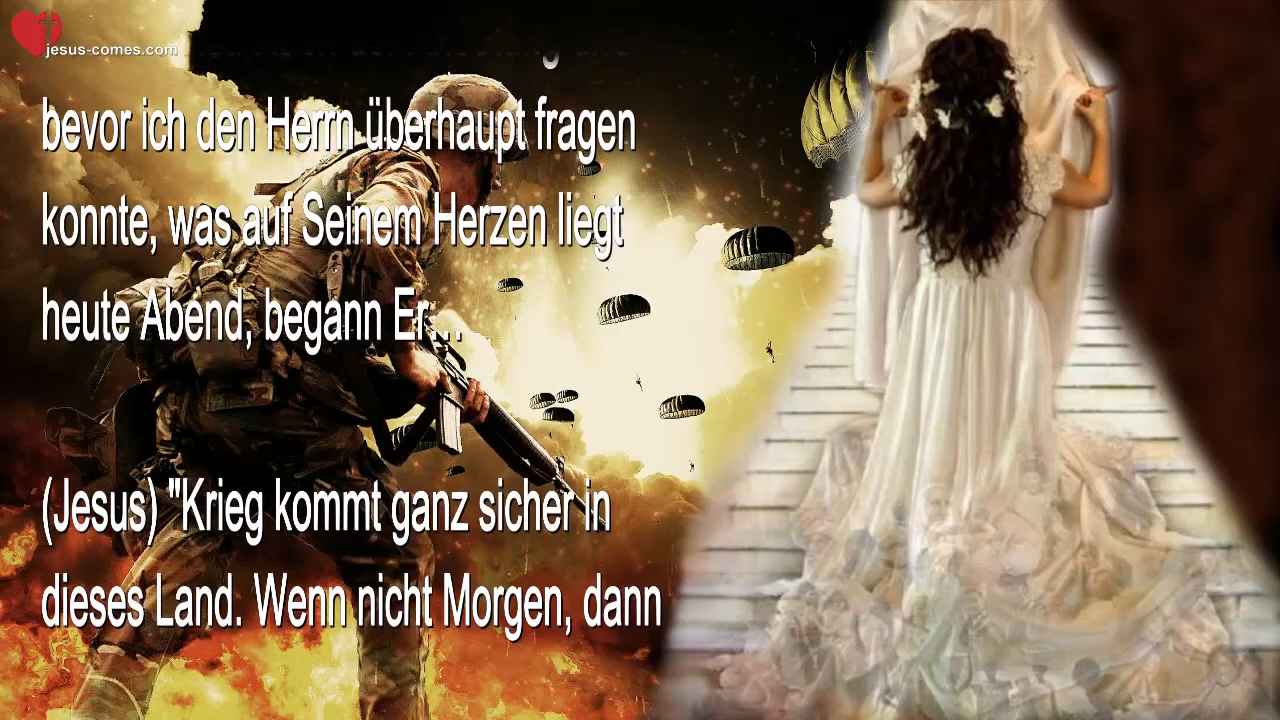 jesus-comes.com
bevor ich den Herrn überhaupt fragen
konnte, was auf Seinem Herzen liegt
heute Abend, begann Er…
(Jesus) "Krieg kommt ganz sicher in
dieses Land. Wenn nicht Morgen, dann